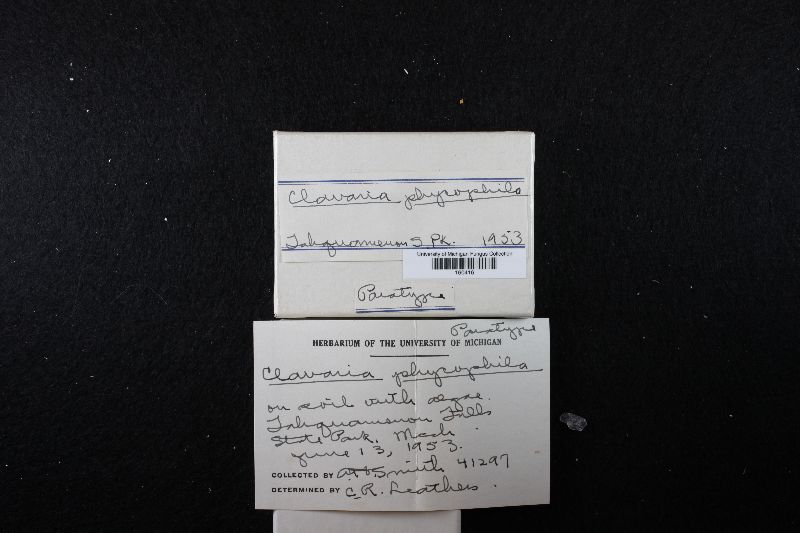 Clavaria phycophila
Tahquamenon S. Pk. 1953
University of Michigan Fungus Collection
Paratype
Paratype
HERBARIUM OF THE UNIVERSITY OF MICHIGAN
Clavaria phycophila
on soil with algae.
Tahquamenon Falls
State Park, Mich.
June 13, 1953.
COLLECTED BY AHSmith 41297
DETERMINED BY C.R. Leathers.